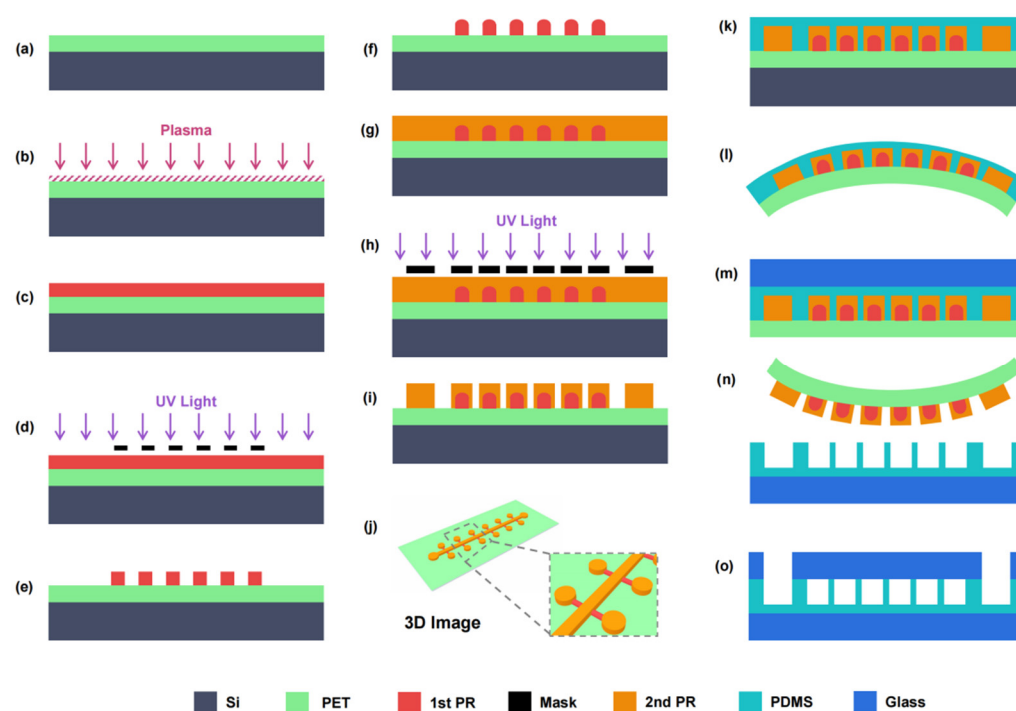 (a)
Plasma
(b)
(c)
UV Light
(d)
(e)
(f)
(g)
UV Light
(h)
(i)
(j)
3D Image
(k)
(l)
(m)
(n)
(o)
Si PET 1st PR Mask 2nd PR PDMS Glass